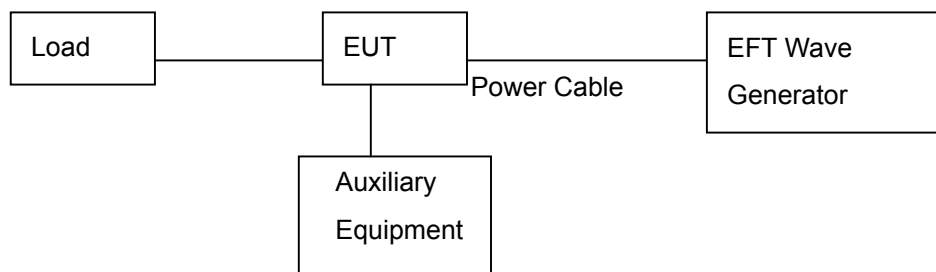 Load
EUT
EFT Wave
Generator
Power Cable
Auxiliary
Equipment